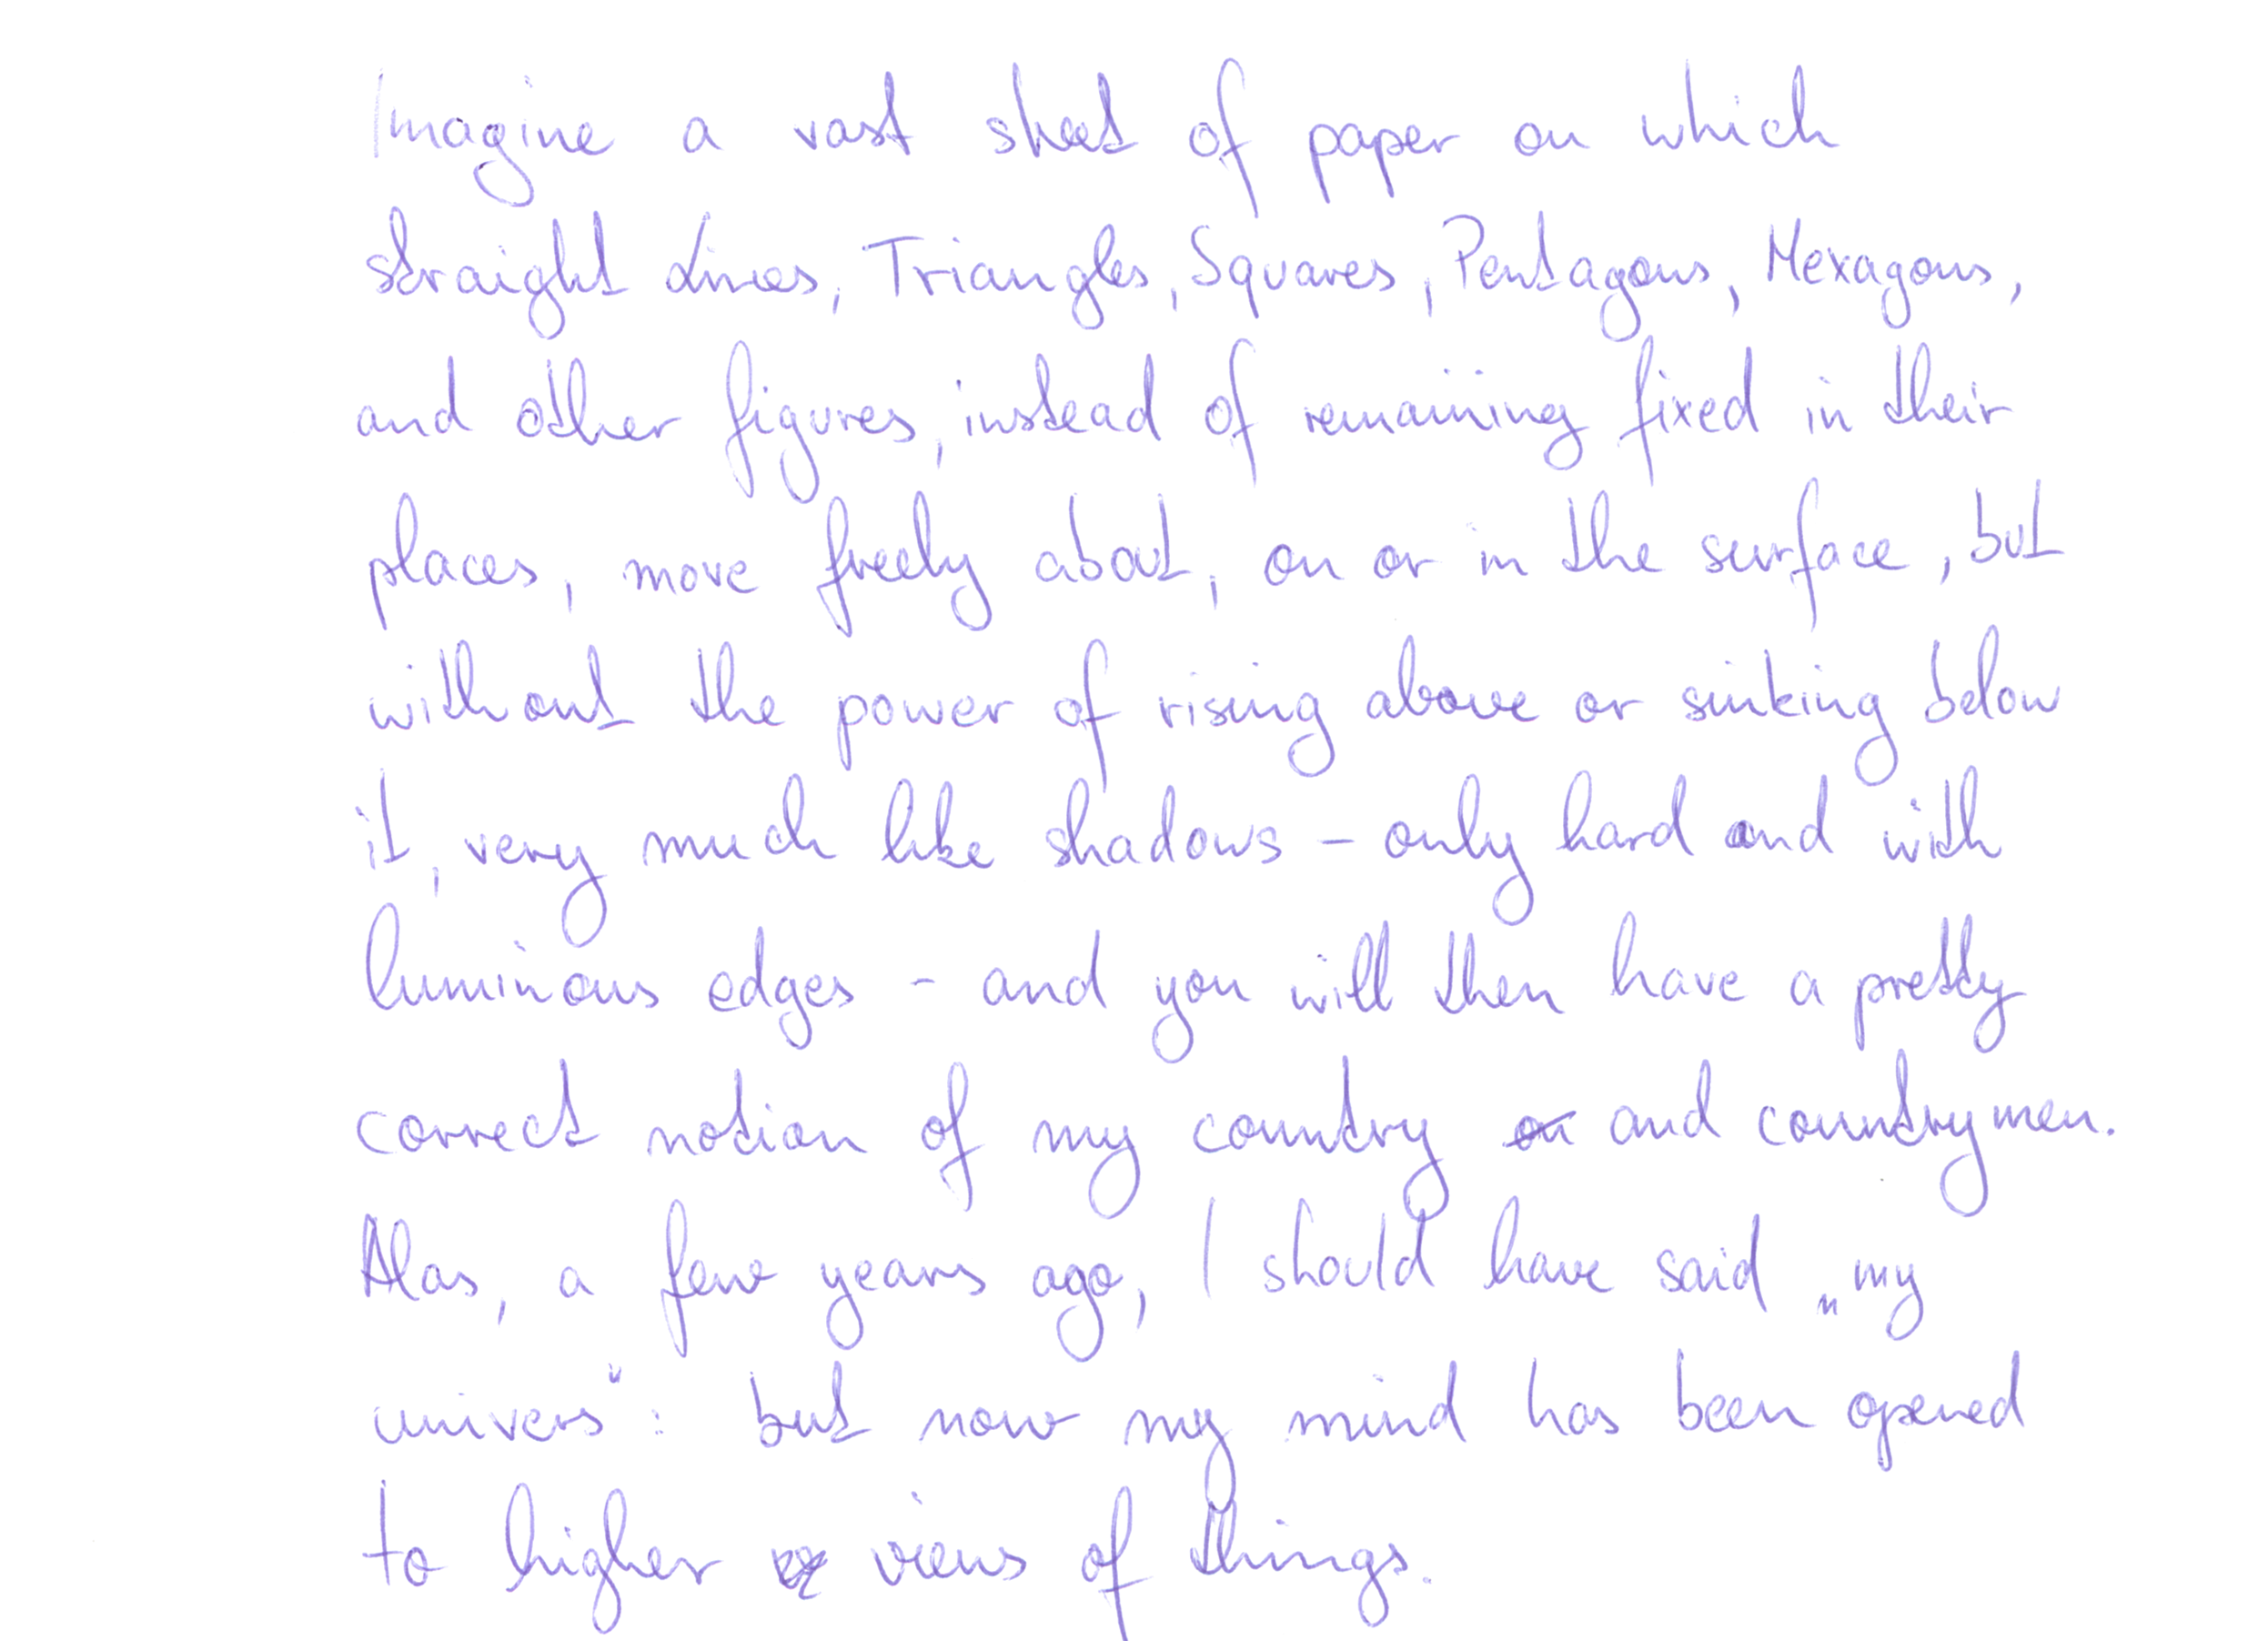 Imagine a vast sheet of paper on which
straight Lines, Triangles, Squares, Pentagons, Hexagons,
and other figures, instead of remaining fixed in their
places, move freely about, on or in the surface, but
without the power of rising above or sinking below
it, very much like shadows - only hard and with
luminous edges - and you will then have a pretty
correct notion of my country and countrymen.
Alas, a few years ago, I should have said „my
univers“: but now my mind has been opened
to higher views of things.